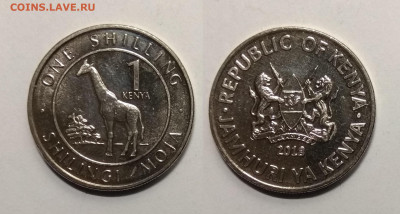 COINS.LAVE.RU
ONE SHILLING
1
KENYA
SHILINGI MOJA
REPUBLIC OF KENYA
2018
JAMHURI YA KENYA